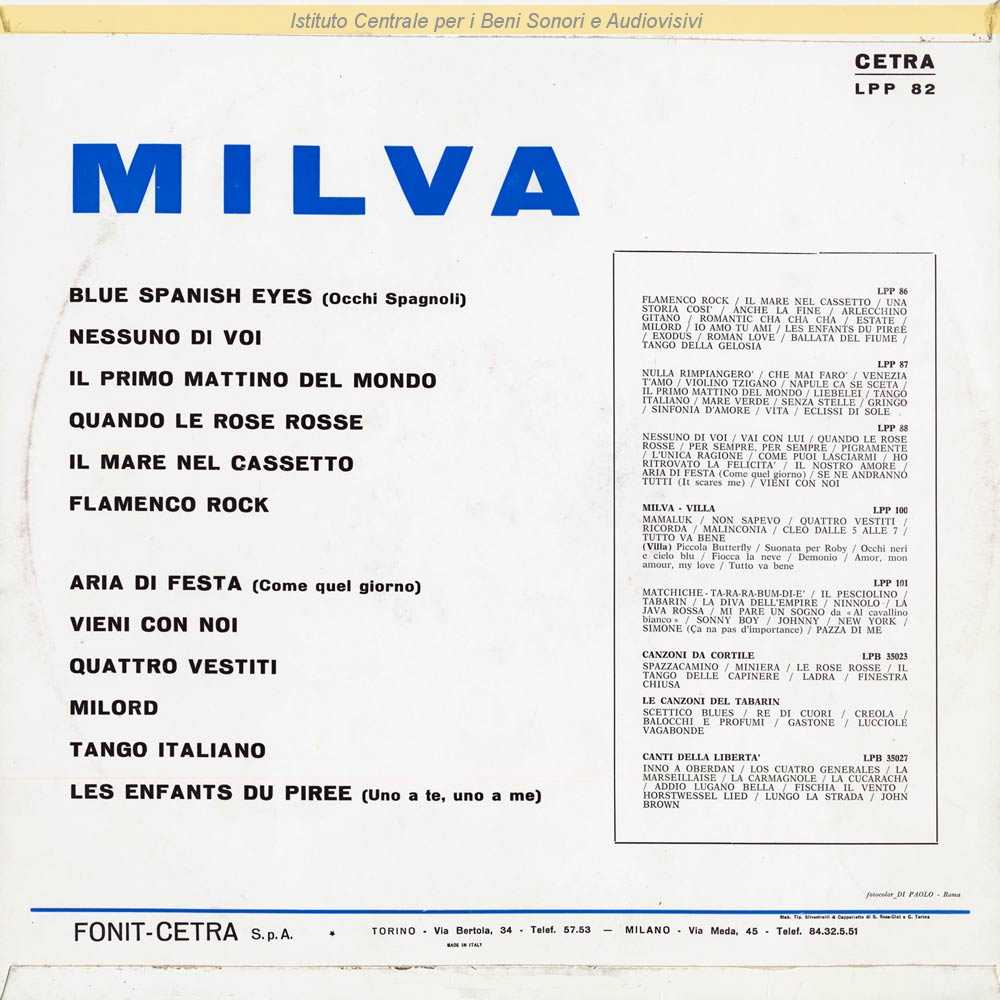 Istituto Centrale per i Beni Sonori e Audiovisivi
CETRA
LPP 82
MILVA
BLUE SPANISH EYES (Occhi Spagnoli)
NESSUNO DI VOI
IL PRIMO MATTINO DEL MONDO
QUANDO LE ROSE ROSSE
IL MARE NEL CASSETTO
FLAMENCO ROCK
ARIA DI FESTA (Come quel giorno)
VIENI CON NOI
QUATTRO VESTITI
MILORD
TANGO ITALIANO
LES ENFANTS DU PIREE (Uno a te, uno a me)
LPP 86
FLAMENCO ROCK / IL MARE NEL CASSETTO / UNA
STORIA COSI' / ANCHE LA FINE / ARLECCHINO
GITANO / ROMANTIC CHA CHA CHA / ESTATE /
MILORD / IO AMO TU AMI / LES ENFANTS DU PIREE
/ EXODUS / ROMAN LOVE / BALLATA DEL FIUME /
TANGO DELLA GELOSIA
LPP 87
NULLA RIMPIANGERO' / CHE MAI FARO' / VENEZIA
T'AMO / VIOLINO TZIGANO / NAPULE CA SE SCETA /
IL PRIMO MATTINO DEL MONDO / LIEBELEI / TANGO
ITALIANO / MARE VERDE / SENZA STELLE / GRINGO
/ SINFONIA D'AMORE / VITA / ECLISSI DI SOLE
LPP 88
NESSUNO DI VOI / VAI CON LUI / QUANDO LE ROSE
ROSSE / PER SEMPRE, PER SEMPRE / PIGRAMENTE
/ L'UNICA RAGIONE / COME PUOI LASCIARMI / HO
RITROVATO LA FELICITA' / IL NOSTRO AMORE /
ARIA DI FESTA (Come quel giorno) / SE NE ANDRANNO
TUTTI (It scares me) / VIENI CON NOI
MILVA - VILLA LPP 100
MAMALUK / NON SAPEVO / QUATTRO VESTITI /
RICORDA / MALINCONIA / CLEO DALLE 5 ALLE 7 /
TUTTO VA BENE
(Villa) Piccola Butterfly / Suonata per Roby / Occhi neri
e cielo blu / Fiocca la neve / Demonio / Amor, mon
amour, my love / Tutto va bene
LPP 101
MATCHICHE - TA-RA-RA-BUM-DI-E' / IL PESCIOLINO /
TABARIN / LA DIVA DELL'EMPIRE / NINNOLO / LA
JAVA ROSSA / MI PARE UN SOGNO da « Al cavallino
bianco » / SONNY BOY / JOHNNY / NEW YORK /
SIMONE (Ça na pas d'importance) / PAZZA DI ME
CANZONI DA CORTILE LPB 35023
SPAZZACAMINO / MINIERA / LE ROSE ROSSE / IL
TANGO DELLE CAPINERE / LADRA / FINESTRA
CHIUSA
LE CANZONI DEL TABARIN
SCETTICO BLUES / RE DI CUORI / CREOLA /
BALOCCHI E PROFUMI / GASTONE / LUCCIOLE
VAGABONDE
CANTI DELLA LIBERTA' LPB 35027
INNO A OBERDAN / LOS CUATRO GENERALES / LA
MARSEILLAISE / LA CARMAGNOLE / LA CUCARACHA
/ ADDIO LUGANO BELLA / FISCHIA IL VENTO /
HORSTWESSEL LIED / LUNGO LA STRADA / JOHN
BROWN
fotocolor DI PAOLO - Roma
FONIT-CETRA S.p.A. * TORINO - Via Bertola, 34 - Telef. 57.53 — MILANO - Via Meda, 45 - Telef. 84.32.5.51
MADE IN ITALY